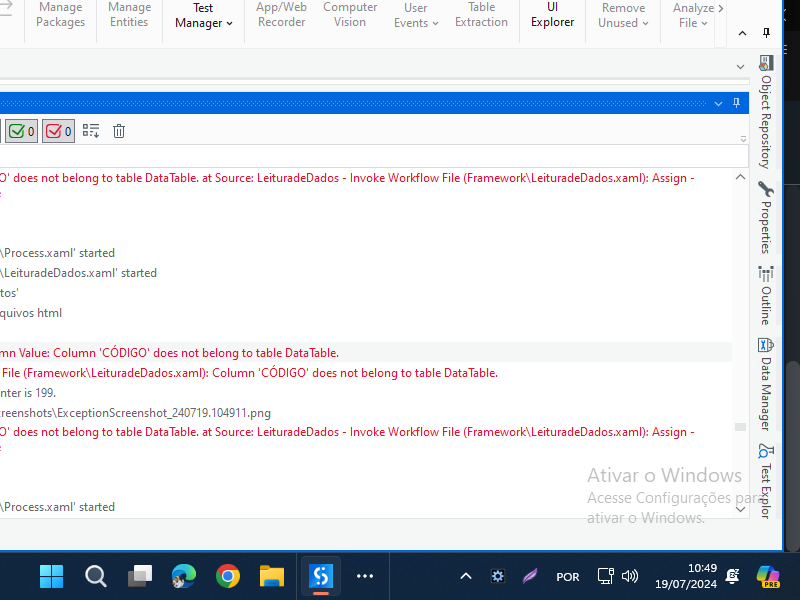 Manage Packages
Manage Entities
Test Manager
App/Web Recorder
Computer Vision
User Events
Table Extraction
UI Explorer
Remove Unused
Analyze File
0
0
Object Repository
Properties
Outline
Data Manager
Test Explor
O' does not belong to table DataTable. at Source: LeituradeDados - Invoke Workflow File (Framework\LeituradeDados.xaml): Assign -
\Process.xaml' started
\LeituradeDados.xaml' started
tos'
quivos html
mn Value: Column 'CÓDIGO' does not belong to table DataTable.
File (Framework\LeituradeDados.xaml): Column 'CÓDIGO' does not belong to table DataTable.
nter is 199.
creenshots\ExceptionScreenshot_240719.104911.png
O' does not belong to table DataTable. at Source: LeituradeDados - Invoke Workflow File (Framework\LeituradeDados.xaml): Assign -
\Process.xaml' started
Ativar o Windows
Acesse Configurações para
ativar o Windows.
POR
10:49
19/07/2024
PRE